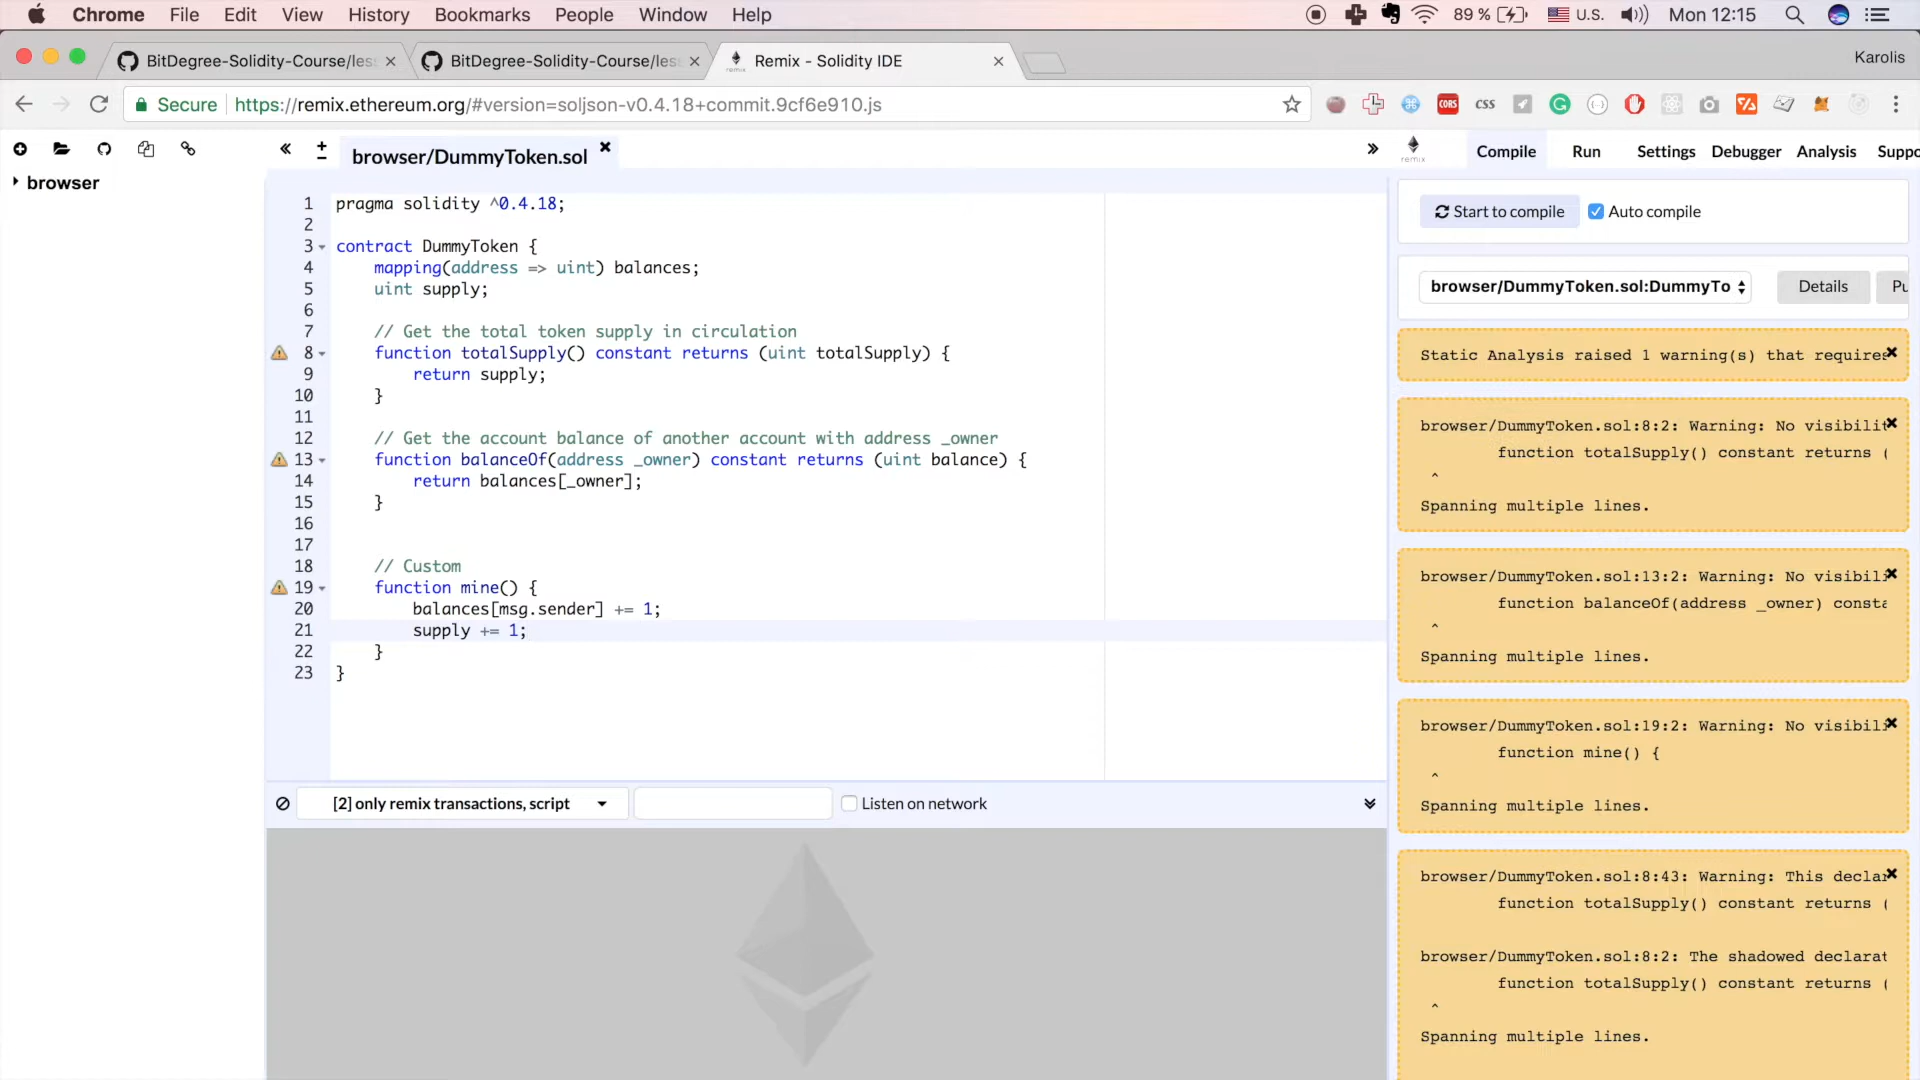 Chrome File Edit View History Bookmarks People Window Help 89 % U.S. Mon 12:15
BitDegree-Solidity-Course/les BitDegree-Solidity-Course/les Remix - Solidity IDE Karolis
Secure https://remix.ethereum.org/#version=soljson-v0.4.18+commit.9cf6e910.js CORS CSS
browser/DummyToken.sol
remix Compile Run Settings Debugger Analysis Suppo
browser
1 pragma solidity ^0.4.18;
2
3 contract DummyToken {
4 mapping(address => uint) balances;
5 uint supply;
6
7 // Get the total token supply in circulation
8 function totalSupply() constant returns (uint totalSupply) {
9 return supply;
10 }
11
12 // Get the account balance of another account with address _owner
13 function balanceOf(address _owner) constant returns (uint balance) {
14 return balances[_owner];
15 }
16
17
18 // Custom
19 function mine() {
20 balances[msg.sender] += 1;
21 supply += 1;
22 }
23 }
[2] only remix transactions, script Listen on network
Start to compile Auto compile
browser/DummyToken.sol:DummyTo Details Pu
Static Analysis raised 1 warning(s) that requires
browser/DummyToken.sol:8:2: Warning: No visibilit
function totalSupply() constant returns (
^
Spanning multiple lines.
browser/DummyToken.sol:13:2: Warning: No visibili
function balanceOf(address _owner) consta
^
Spanning multiple lines.
browser/DummyToken.sol:19:2: Warning: No visibili
function mine() {
^
Spanning multiple lines.
browser/DummyToken.sol:8:43: Warning: This declar
function totalSupply() constant returns (
browser/DummyToken.sol:8:2: The shadowed declarat
function totalSupply() constant returns (
^
Spanning multiple lines.